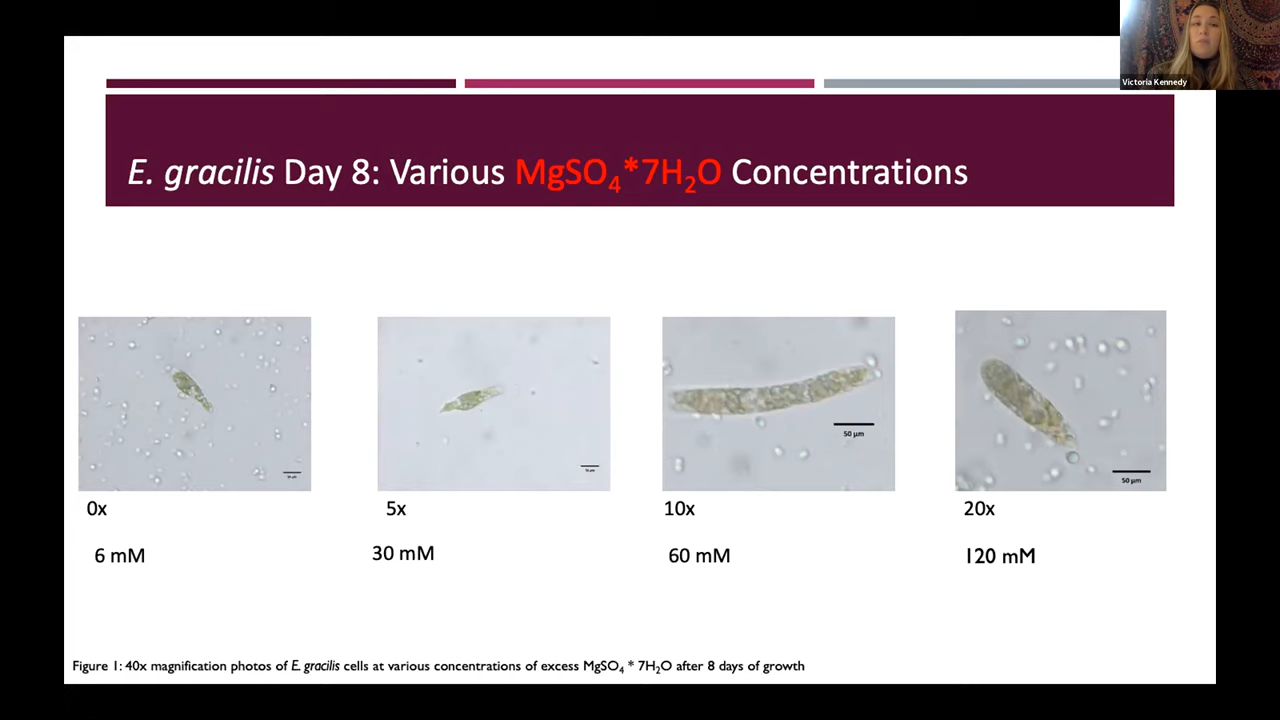 Victoria Kennedy
E. gracilis Day 8: Various MgSO₄*7H₂O Concentrations
50 µm
50 µm
0x
5x
10x
20x
6 mM
30 mM
60 mM
120 mM
Figure 1: 40x magnification photos of E. gracilis cells at various concentrations of excess MgSO₄ * 7H₂O after 8 days of growth